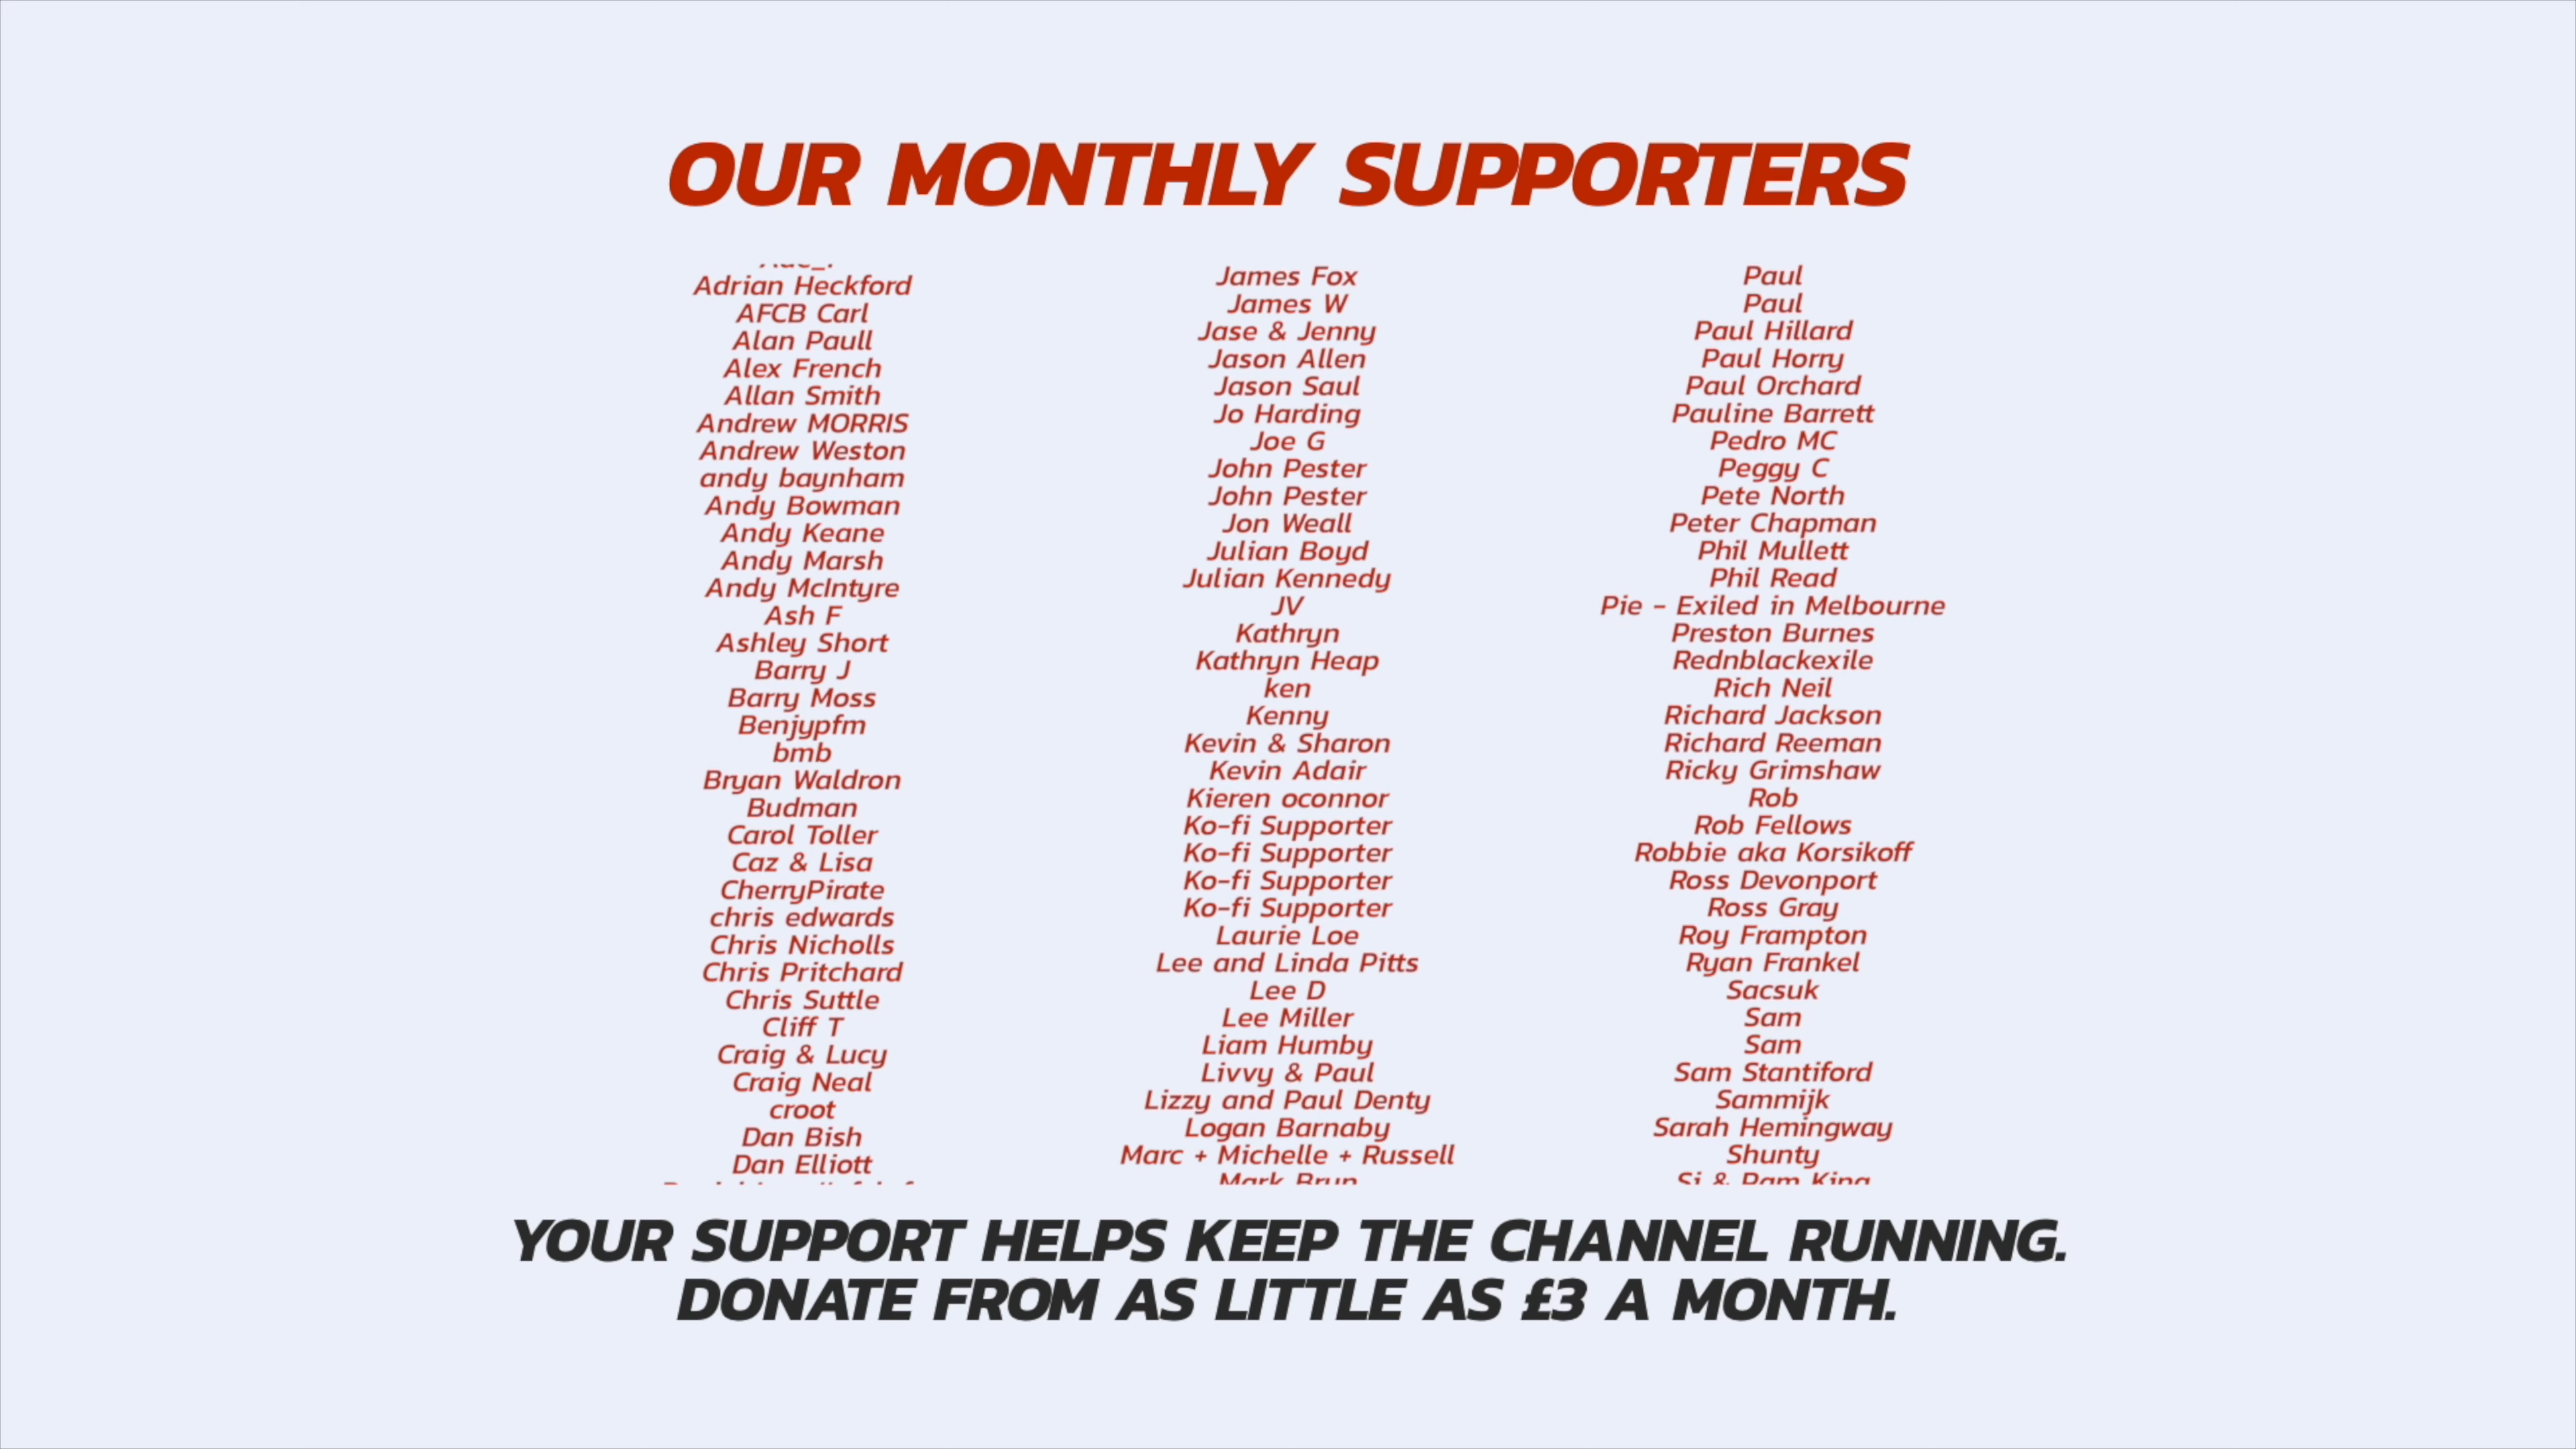 OUR MONTHLY SUPPORTERS
Adrian Heckford
AFCB Carl
Alan Paull
Alex French
Allan Smith
Andrew MORRIS
Andrew Weston
andy baynham
Andy Bowman
Andy Keane
Andy Marsh
Andy McIntyre
Ash F
Ashley Short
Barry J
Barry Moss
Benjypfm
bmb
Bryan Waldron
Budman
Carol Toller
Caz & Lisa
CherryPirate
chris edwards
Chris Nicholls
Chris Pritchard
Chris Suttle
Cliff T
Craig & Lucy
Craig Neal
croot
Dan Bish
Dan Elliott
James Fox
James W
Jase & Jenny
Jason Allen
Jason Saul
Jo Harding
Joe G
John Pester
John Pester
Jon Weall
Julian Boyd
Julian Kennedy
JV
Kathryn
Kathryn Heap
ken
Kenny
Kevin & Sharon
Kevin Adair
Kieren oconnor
Ko-fi Supporter
Ko-fi Supporter
Ko-fi Supporter
Ko-fi Supporter
Laurie Loe
Lee and Linda Pitts
Lee D
Lee Miller
Liam Humby
Livvy & Paul
Lizzy and Paul Denty
Logan Barnaby
Marc + Michelle + Russell
Mark
Paul
Paul
Paul Hillard
Paul Horry
Paul Orchard
Pauline Barrett
Pedro MC
Peggy C
Pete North
Peter Chapman
Phil Mullett
Phil Read
Pie - Exiled in Melbourne
Preston Burnes
Rednblackexile
Rich Neil
Richard Jackson
Richard Reeman
Ricky Grimshaw
Rob
Rob Fellows
Robbie aka Korsikoff
Ross Devonport
Ross Gray
Roy Frampton
Ryan Frankel
Sacsuk
Sam
Sam
Sam Stantiford
Sammijk
Sarah Hemingway
Shunty
Si & Pam King
YOUR SUPPORT HELPS KEEP THE CHANNEL RUNNING.
DONATE FROM AS LITTLE AS £3 A MONTH.